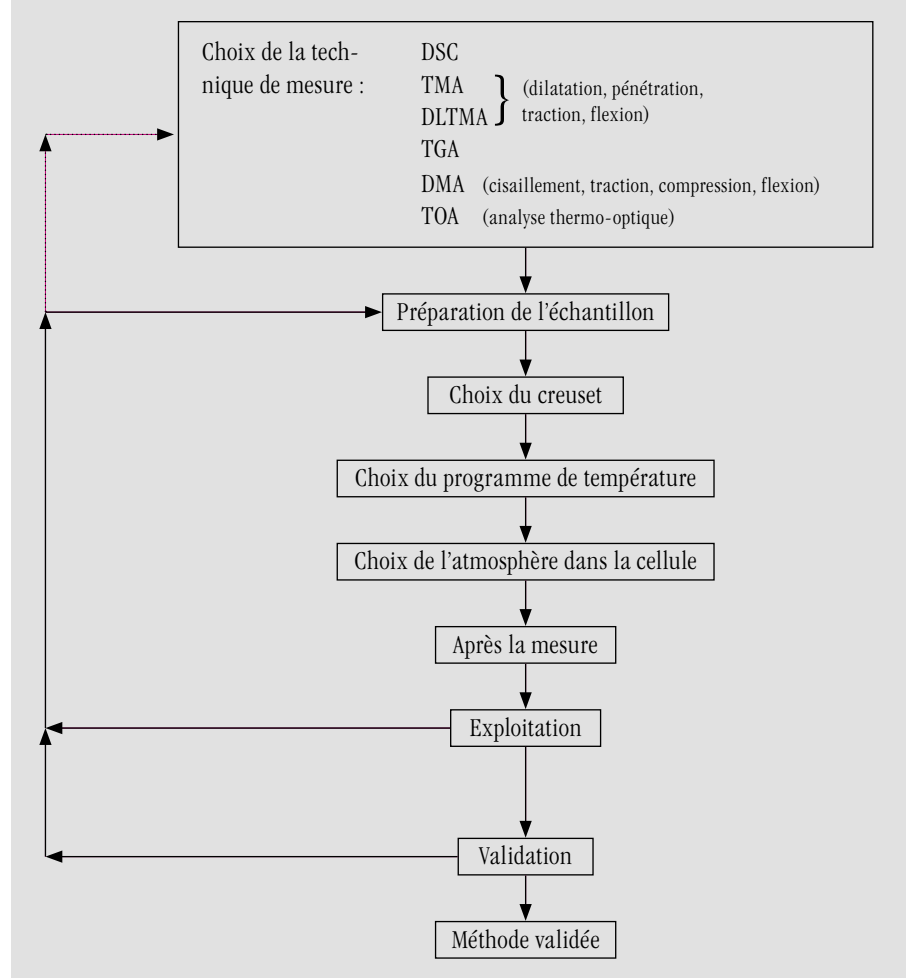 Choix de la tech-
nique de mesure :
DSC
TMA
DLTMA
} (dilatation, pénétration,
traction, flexion)
TGA
DMA (cisaillement, traction, compression, flexion)
TOA (analyse thermo-optique)
Préparation de l'échantillon
Choix du creuset
Choix du programme de température
Choix de l'atmosphère dans la cellule
Après la mesure
Exploitation
Validation
Méthode validée